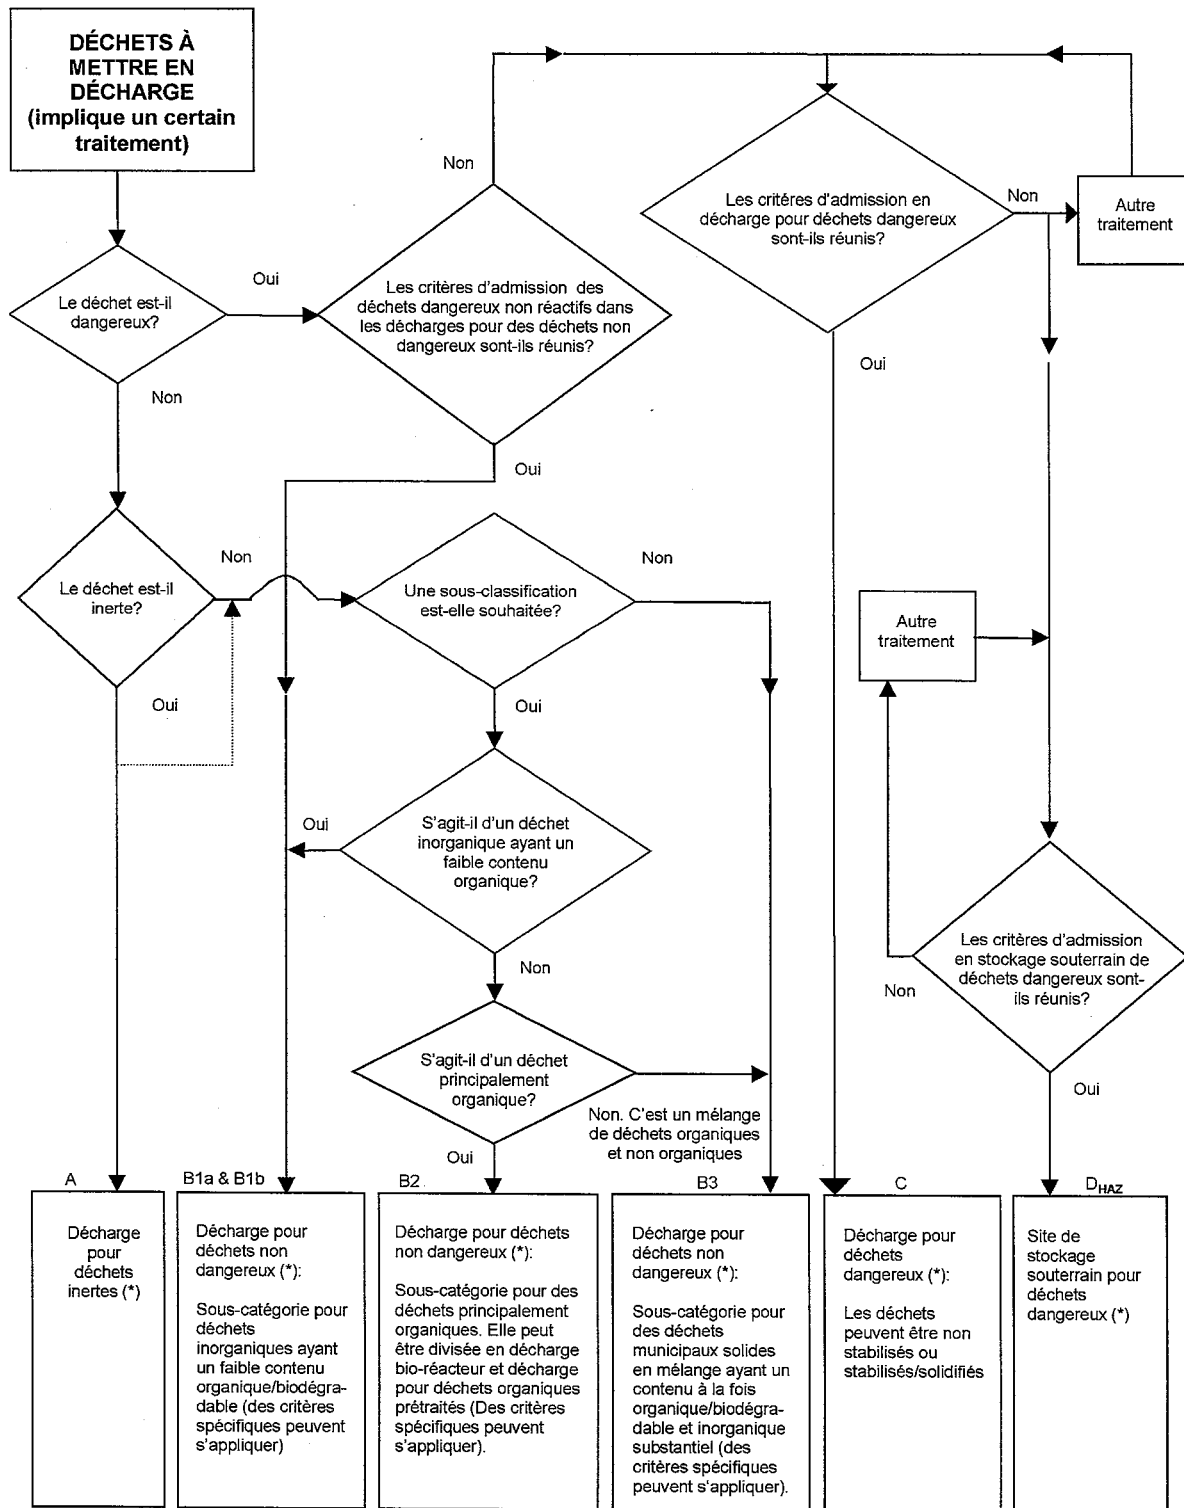 DÉCHETS À
METTRE EN
DÉCHARGE
(implique un certain
traitement)
Non
Les critères d'admission en
décharge pour déchets dangereux
sont-ils réunis?
Non
Autre
traitement
Le déchet est-il
dangereux?
Oui
Les critères d'admission des
déchets dangereux non réactifs dans
les décharges pour des déchets non
dangereux sont-ils réunis?
Oui
Non
Oui
Le déchet est-il
inerte?
Non
Une sous-classification
est-elle souhaitée?
Non
Autre
traitement
Oui
Oui
Oui
S'agit-il d'un déchet
inorganique ayant un
faible contenu
organique?
Non
Les critères d'admission
en stockage souterrain de
déchets dangereux sont-
ils réunis?
Non
S'agit-il d'un déchet
principalement
organique?
Non. C'est un mélange
de déchets organiques
et non organiques
Oui
Oui
A
Décharge
pour
déchets
inertes (*)
B1a & B1b
Décharge pour
déchets non
dangereux (*):
Sous-catégorie pour
déchets
inorganiques ayant
un faible contenu
organique/biodégra-
dable (des critères
spécifiques peuvent
s'appliquer)
B2
Décharge pour déchets
non dangereux (*):
Sous-catégorie pour des
déchets principalement
organiques. Elle peut
être divisée en décharge
bio-réacteur et décharge
pour déchets organiques
prétraités (Des critères
spécifiques peuvent
s'appliquer).
B3
Décharge pour
déchets non
dangereux (*):
Sous-catégorie pour
des déchets
municipaux solides
en mélange ayant un
contenu à la fois
organique/biodégra-
dable et inorganique
substantiel (des
critères spécifiques
peuvent s'appliquer).
C
Décharge pour
déchets
dangereux (*):
Les déchets
peuvent être non
stabilisés ou
stabilisés/solidifiés
DHAZ
Site de
stockage
souterrain pour
déchets
dangereux (*)